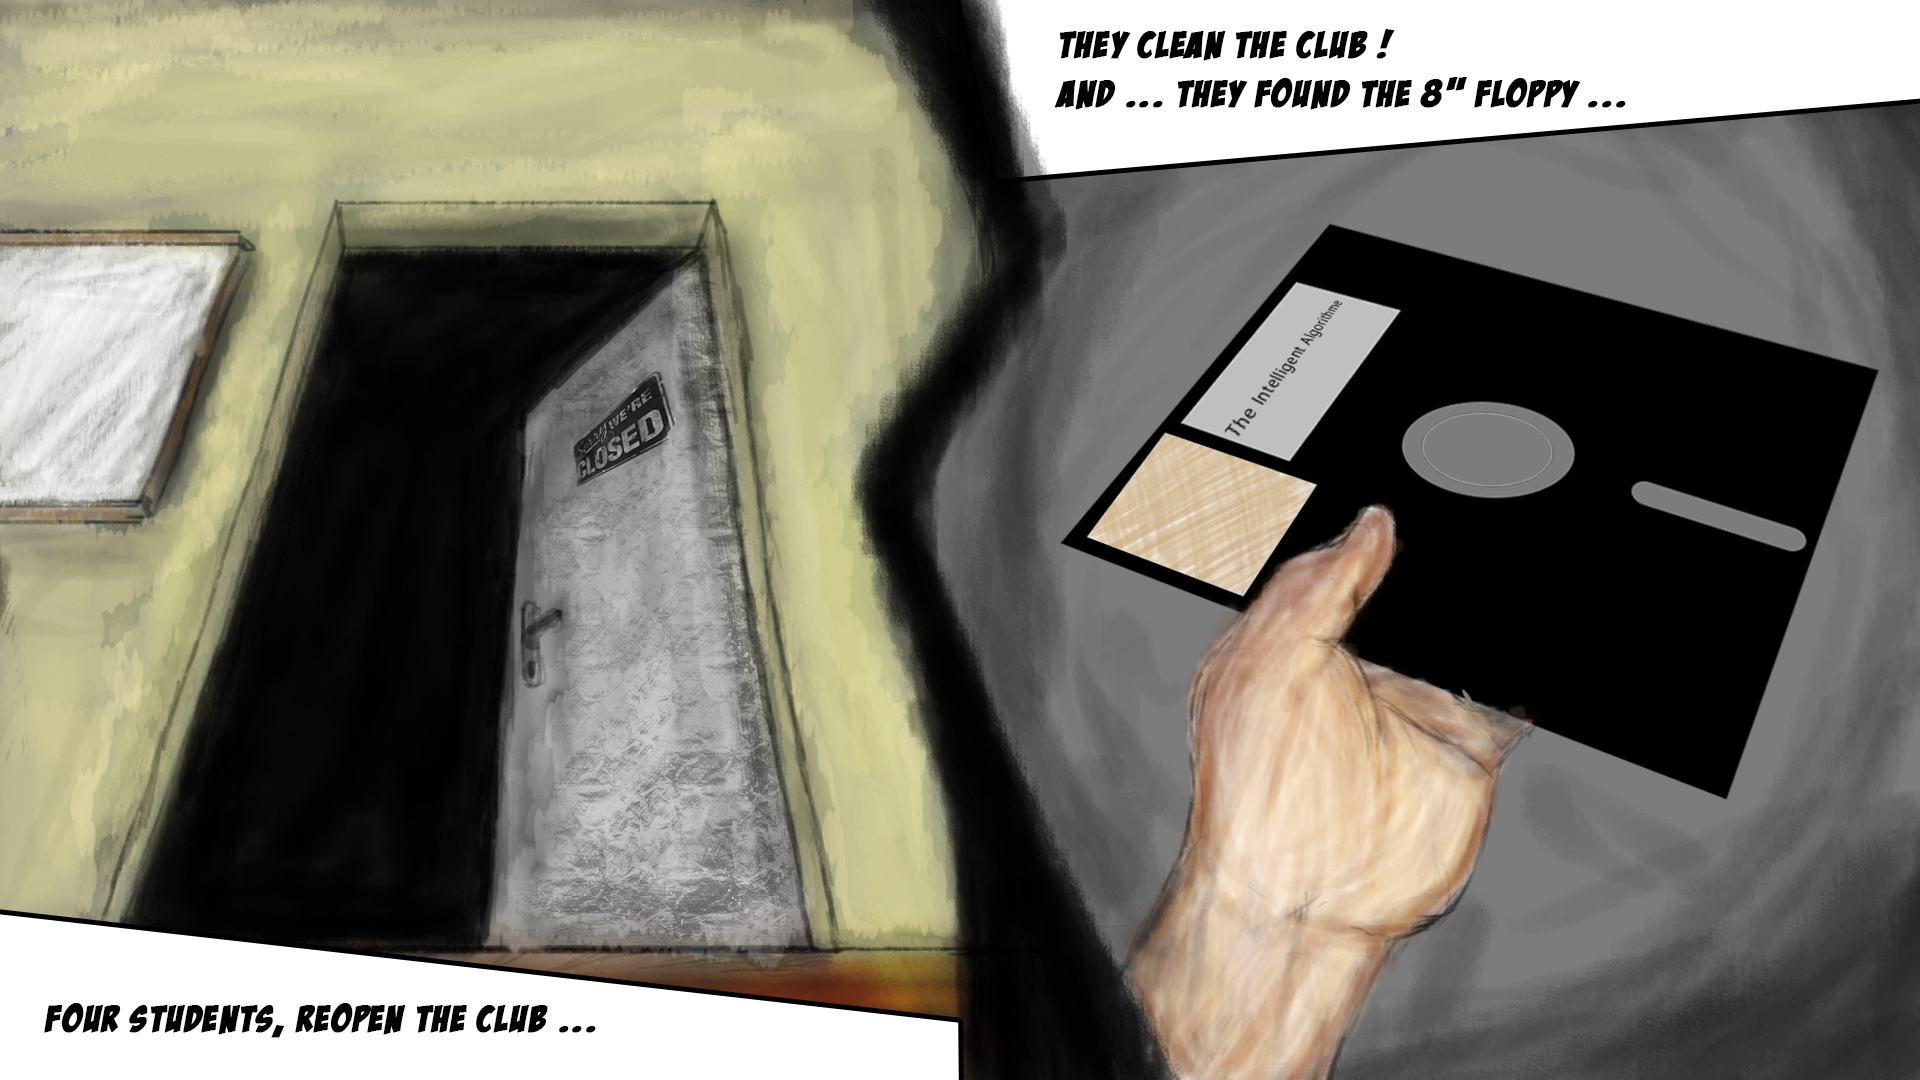 FOUR STUDENTS, REOPEN THE CLUB ...
Sorry WE'RE
CLOSED
THEY CLEAN THE CLUB !
AND ... THEY FOUND THE 8" FLOPPY ...
The Intelligent Algorithme